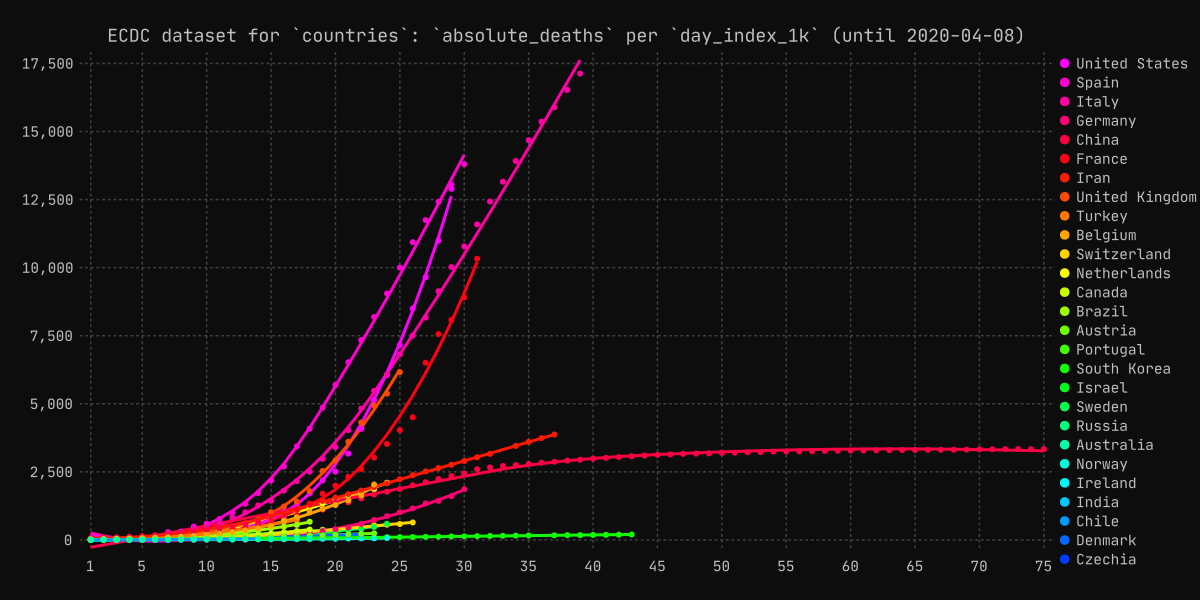 ECDC dataset for `countries`: `absolute_deaths` per `day_index_1k` (until 2020-04-08)
17,500
15,000
12,500
10,000
7,500
5,000
2,500
0
1 5 10 15 20 25 30 35 40 45 50 55 60 65 70 75
United States
Spain
Italy
Germany
China
France
Iran
United Kingdom
Turkey
Belgium
Switzerland
Netherlands
Canada
Brazil
Austria
Portugal
South Korea
Israel
Sweden
Russia
Australia
Norway
Ireland
India
Chile
Denmark
Czechia